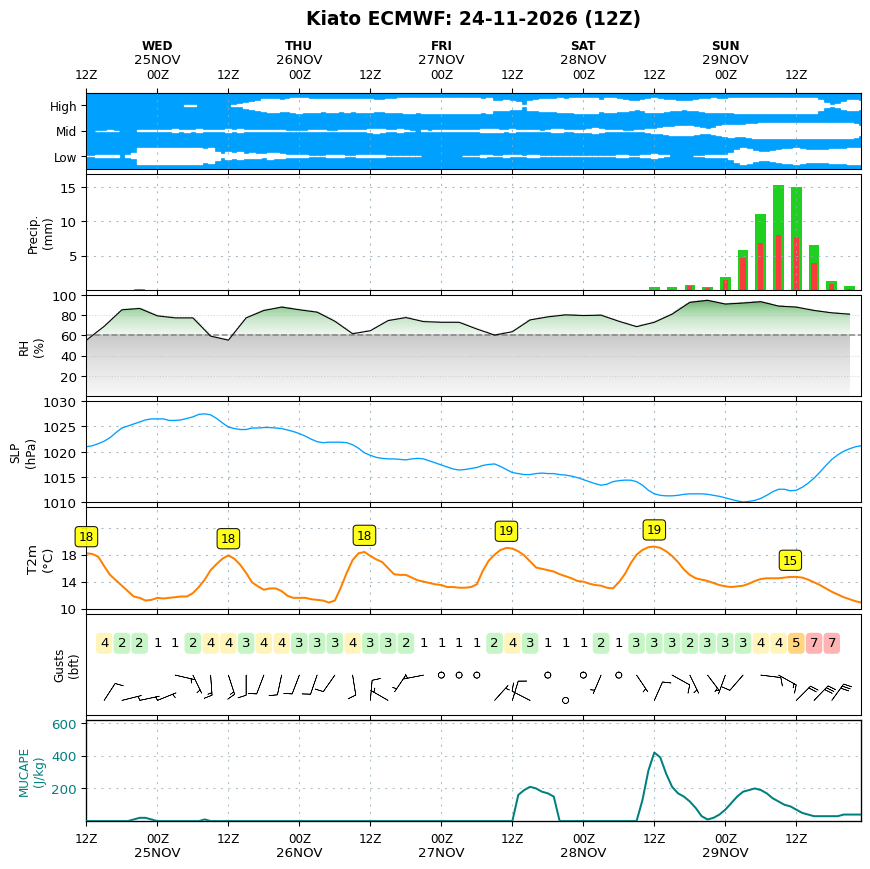 Kiato ECMWF: 24-11-2026 (12Z)
WED THU FRI SAT SUN
25NOV 26NOV 27NOV 28NOV 29NOV
12Z 00Z 12Z 00Z 12Z 00Z 12Z 00Z 12Z 00Z 12Z
High
Mid
Low
Precip.
(mm)
15
10
5
RH
(%)
100
80
60
40
20
SLP
(hPa)
1030
1025
1020
1015
1010
T2m
(°C)
18
14
10
18 18 18 19 19 15
Gusts
(bft)
4 2 2 1 1 2 4 4 3 4 4 3 3 3 4 3 3 2 1 1 1 1 2 4 3 1 1 1 2 1 3 3 3 2 3 3 3 4 4 5 7 7
MUCAPE
(J/kg)
600
400
200
12Z 00Z 12Z 00Z 12Z 00Z 12Z 00Z 12Z 00Z 12Z
25NOV 26NOV 27NOV 28NOV 29NOV